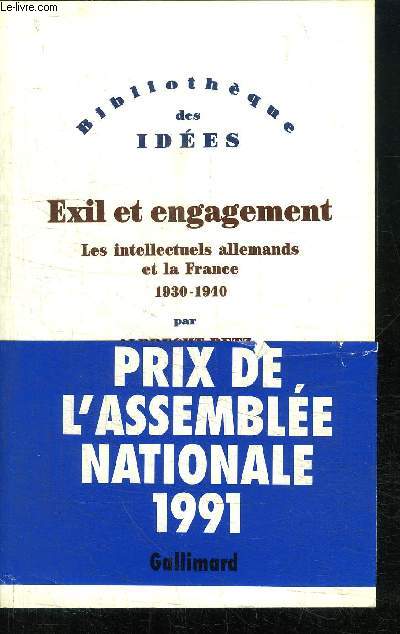 Le-livre.com
Bibliothèque
des
IDÉES
Exil et engagement
Les intellectuels allemands
et la France
1930-1940
par
PRIX DE
L'ASSEMBLÉE
NATIONALE
1991
Gallimard